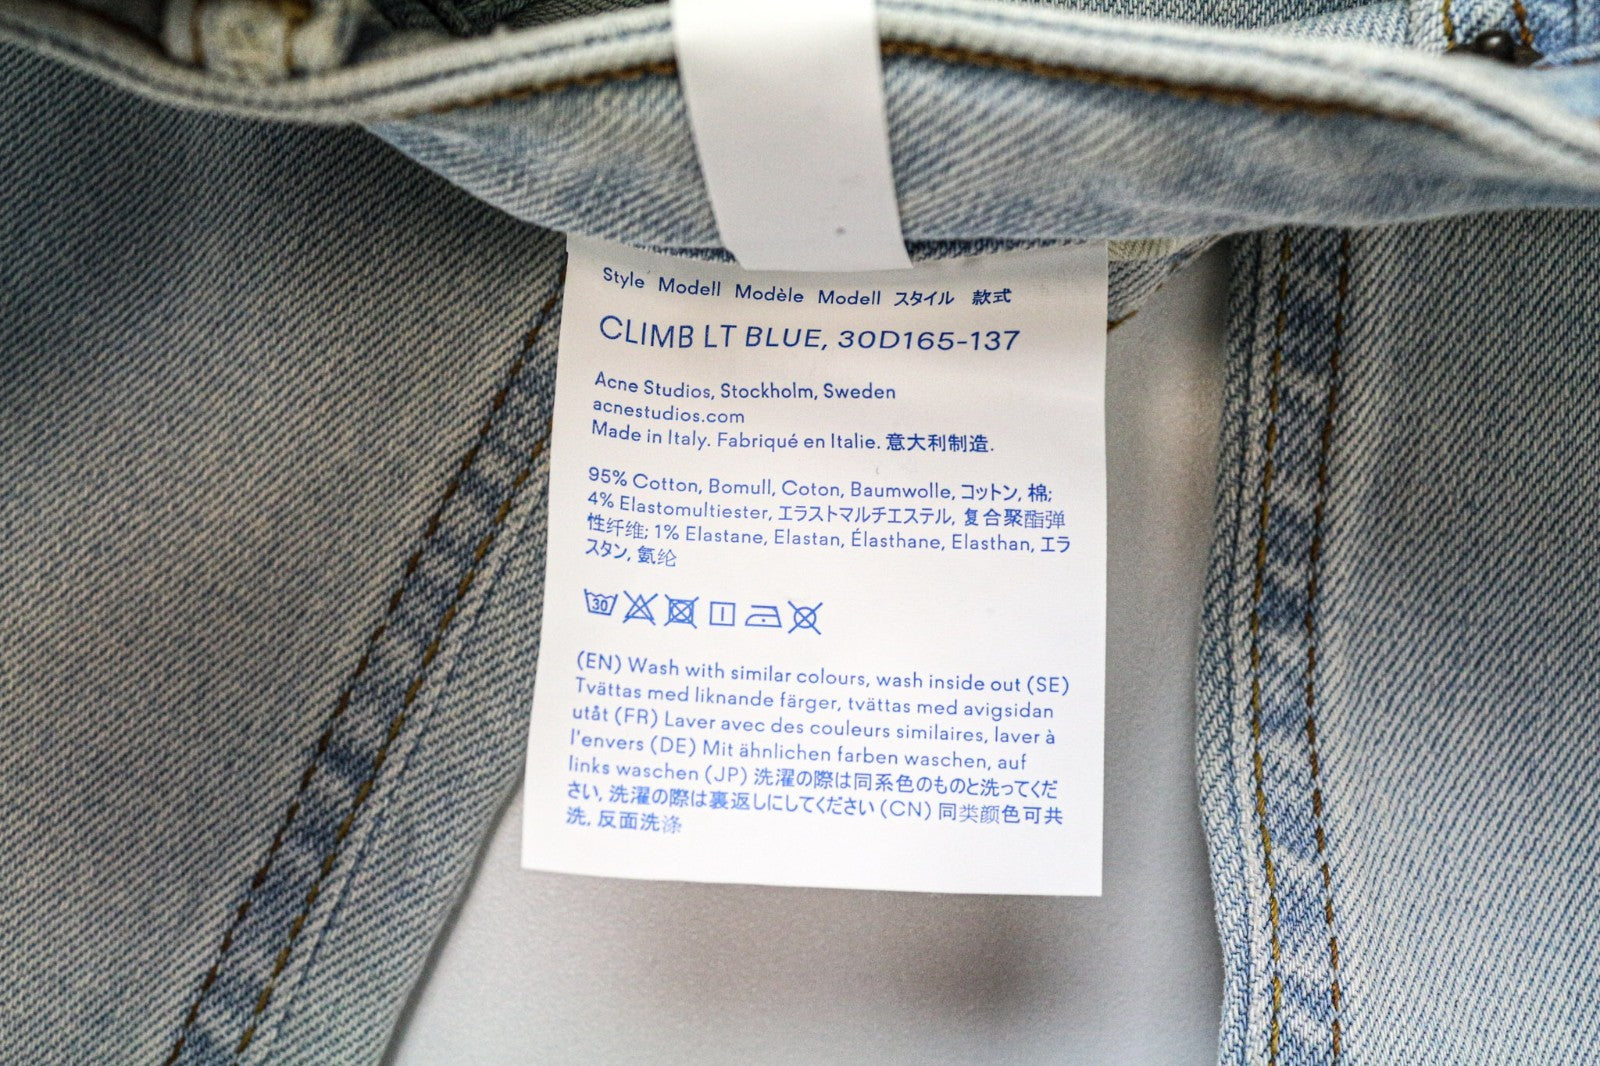 Style Modell Modèle Modell スタイル 款式
CLIMB LT BLUE, 30D165-137
Acne Studios, Stockholm, Sweden
acnestudios.com
Made in Italy. Fabriqué en Italie. 意大利制造.
95% Cotton, Bomull, Coton, Baumwolle, コットン, 棉;
4% Elastomultiester, エラストマルチエステル, 复合聚酯弹
性纤维; 1% Elastane, Elastan, Élasthane, Elasthan, エラ
スタン, 氨纶
30
(EN) Wash with similar colours, wash inside out (SE)
Tvättas med liknande färger, tvättas med avigsidan
utåt (FR) Laver avec des couleurs similaires, laver à
l'envers (DE) Mit ähnlichen farben waschen, auf
links waschen (JP) 洗濯の際は同系色のものと洗ってくだ
さい, 洗濯の際は裏返しにしてください (CN) 同类颜色可共
洗, 反面洗涤